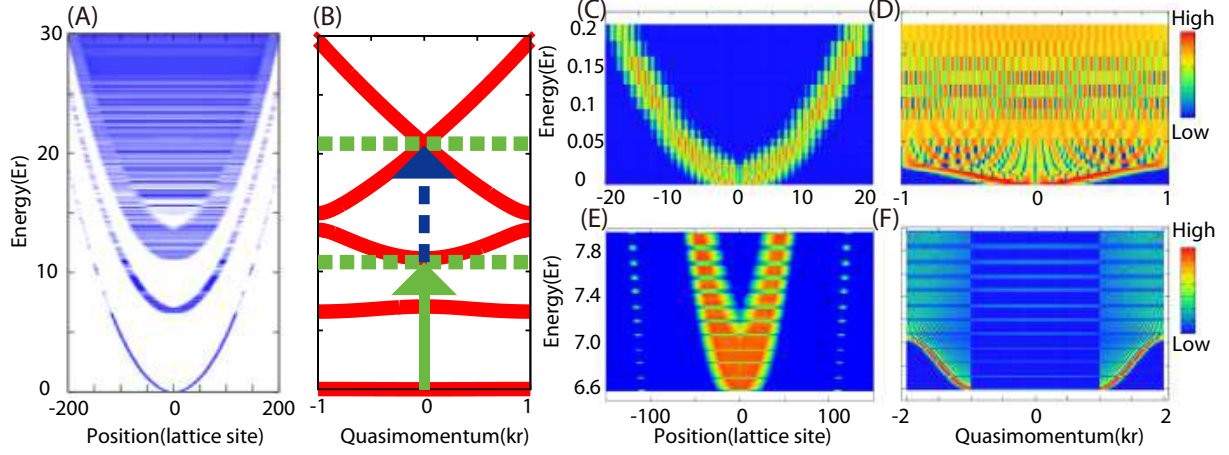 (A)
30
20
10
0
Energy(Er)
-200
0
200
Position(lattice site)
(B)
-1
0
1
Quasimomentum(kr)
(C)
0.2
0.15
0.1
0.05
0
Energy(Er)
-20
-10
0
10
20
(D)
-1
0
1
High
Low
(E)
7.8
7.4
7.0
6.6
Energy(Er)
-100
0
100
Position(lattice site)
(F)
-2
0
2
Quasimomentum(kr)
High
Low